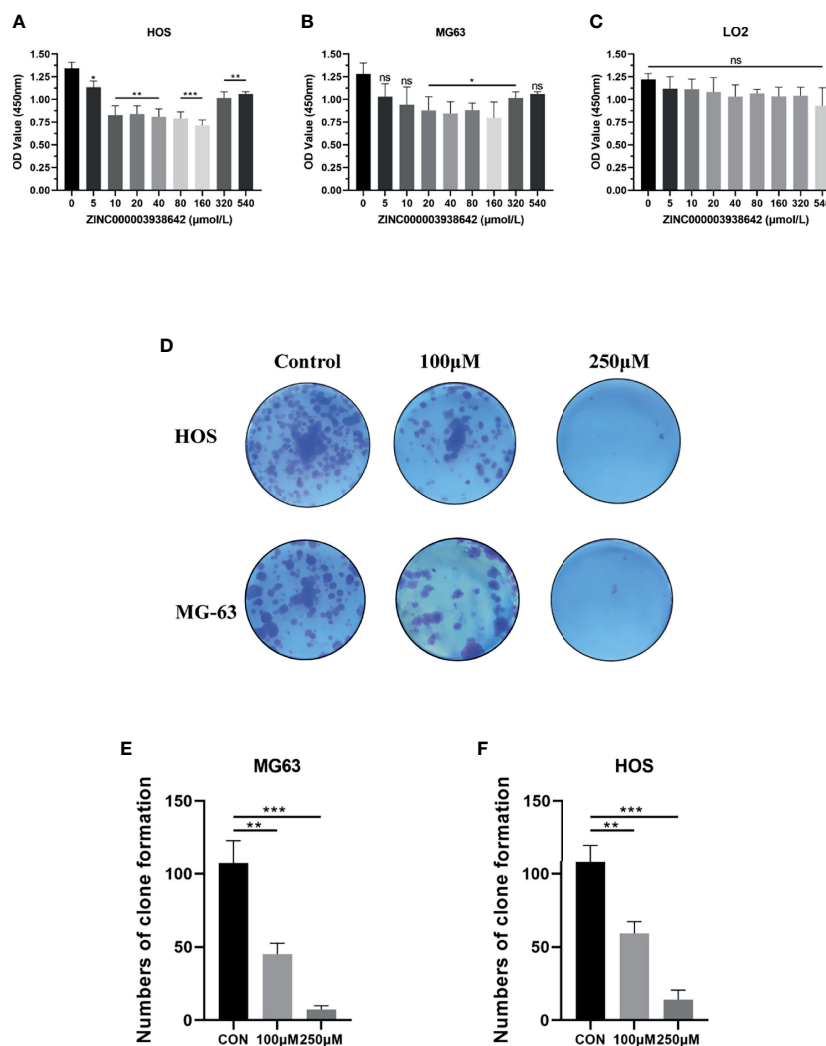 A
HOS
OD Value (450nm)
1.50
1.25
1.00
0.75
0.50
0.25
0.00
*
**
***
**
0 5 10 20 40 80 160 320 540
ZINC000003938642 (μmol/L)
B
MG63
OD Value (450nm)
1.50
1.25
1.00
0.75
0.50
0.25
0.00
ns
ns
*
ns
0 5 10 20 40 80 160 320 540
ZINC000003938642 (μmol/L)
C
LO2
OD Value (450nm)
1.50
1.25
1.00
0.75
0.50
0.25
0.00
ns
0 5 10 20 40 80 160 320 540
ZINC000003938642 (μmol/L)
D
Control 100μM 250μM
HOS
MG-63
E
MG63
Numbers of clone formation
150
100
50
0
***
**
CON 100μM 250μM
F
HOS
Numbers of clone formation
150
100
50
0
***
**
CON 100μM 250μM